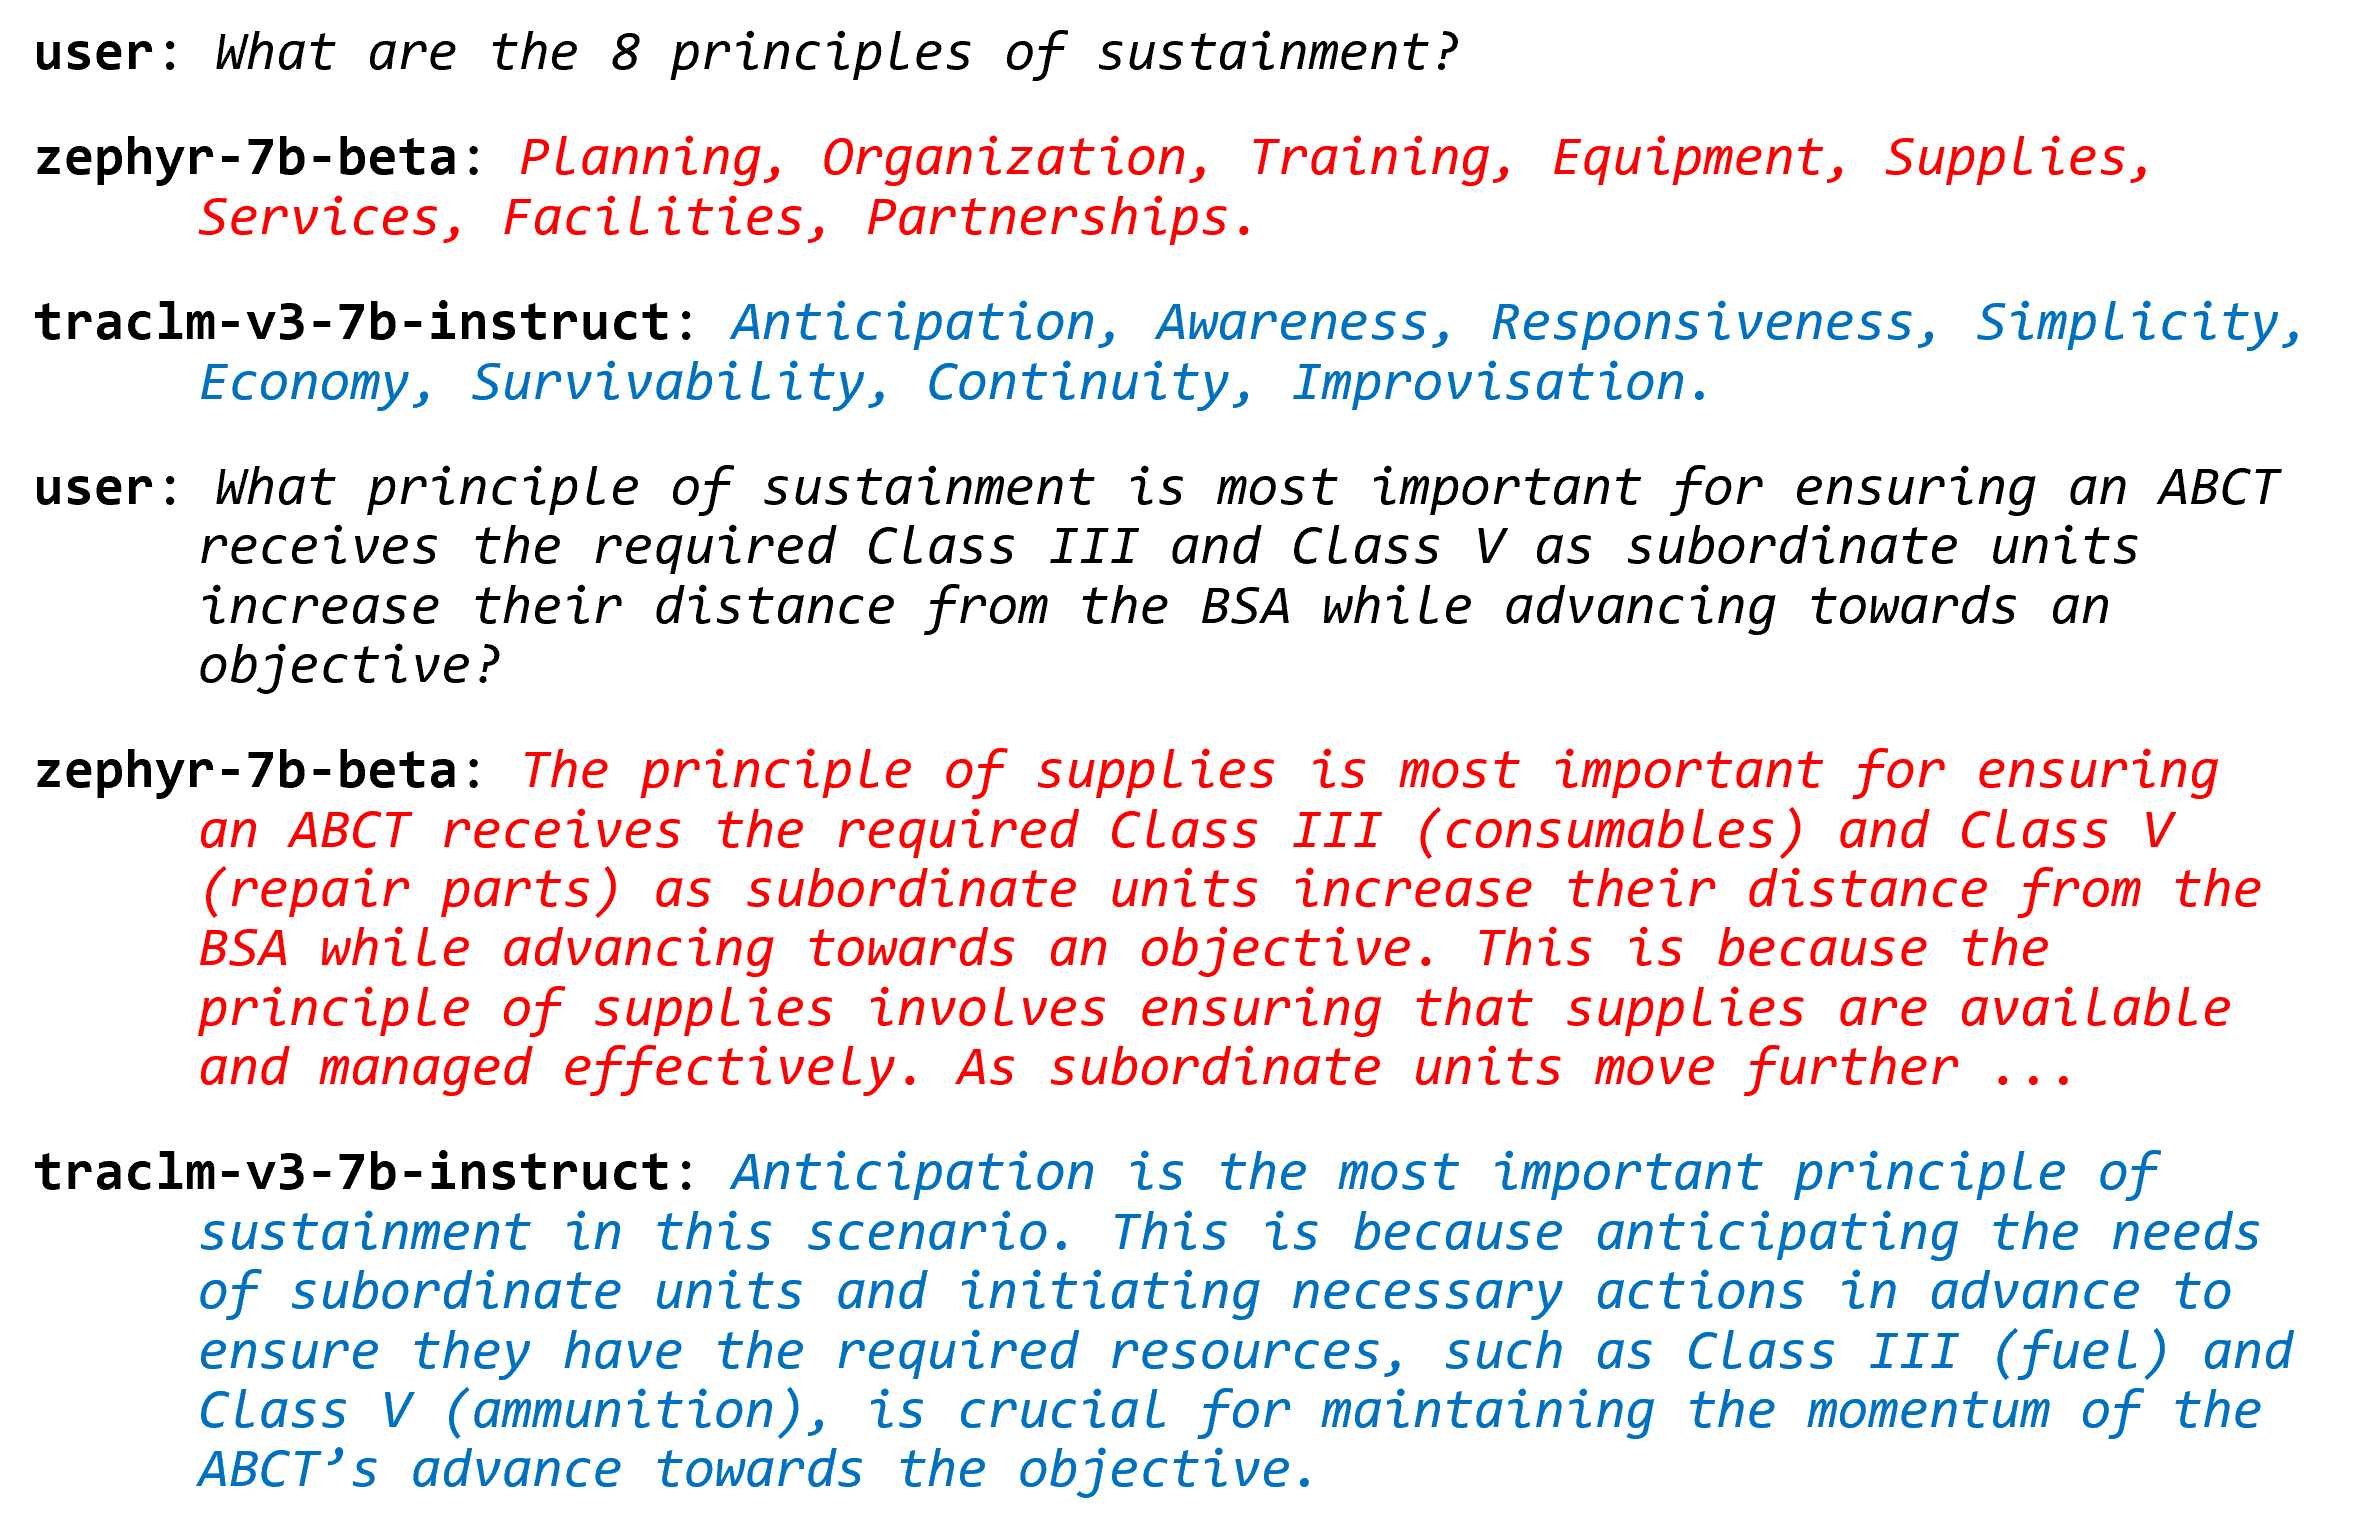 user: What are the 8 principles of sustainment?
zephyr-7b-beta: Planning, Organization, Training, Equipment, Supplies,
Services, Facilities, Partnerships.
traclm-v3-7b-instruct: Anticipation, Awareness, Responsiveness, Simplicity,
Economy, Survivability, Continuity, Improvisation.
user: What principle of sustainment is most important for ensuring an ABCT
receives the required Class III and Class V as subordinate units
increase their distance from the BSA while advancing towards an
objective?
zephyr-7b-beta: The principle of supplies is most important for ensuring
an ABCT receives the required Class III (consumables) and Class V
(repair parts) as subordinate units increase their distance from the
BSA while advancing towards an objective. This is because the
principle of supplies involves ensuring that supplies are available
and managed effectively. As subordinate units move further ...
traclm-v3-7b-instruct: Anticipation is the most important principle of
sustainment in this scenario. This is because anticipating the needs
of subordinate units and initiating necessary actions in advance to
ensure they have the required resources, such as Class III (fuel) and
Class V (ammunition), is crucial for maintaining the momentum of the
ABCT’s advance towards the objective.